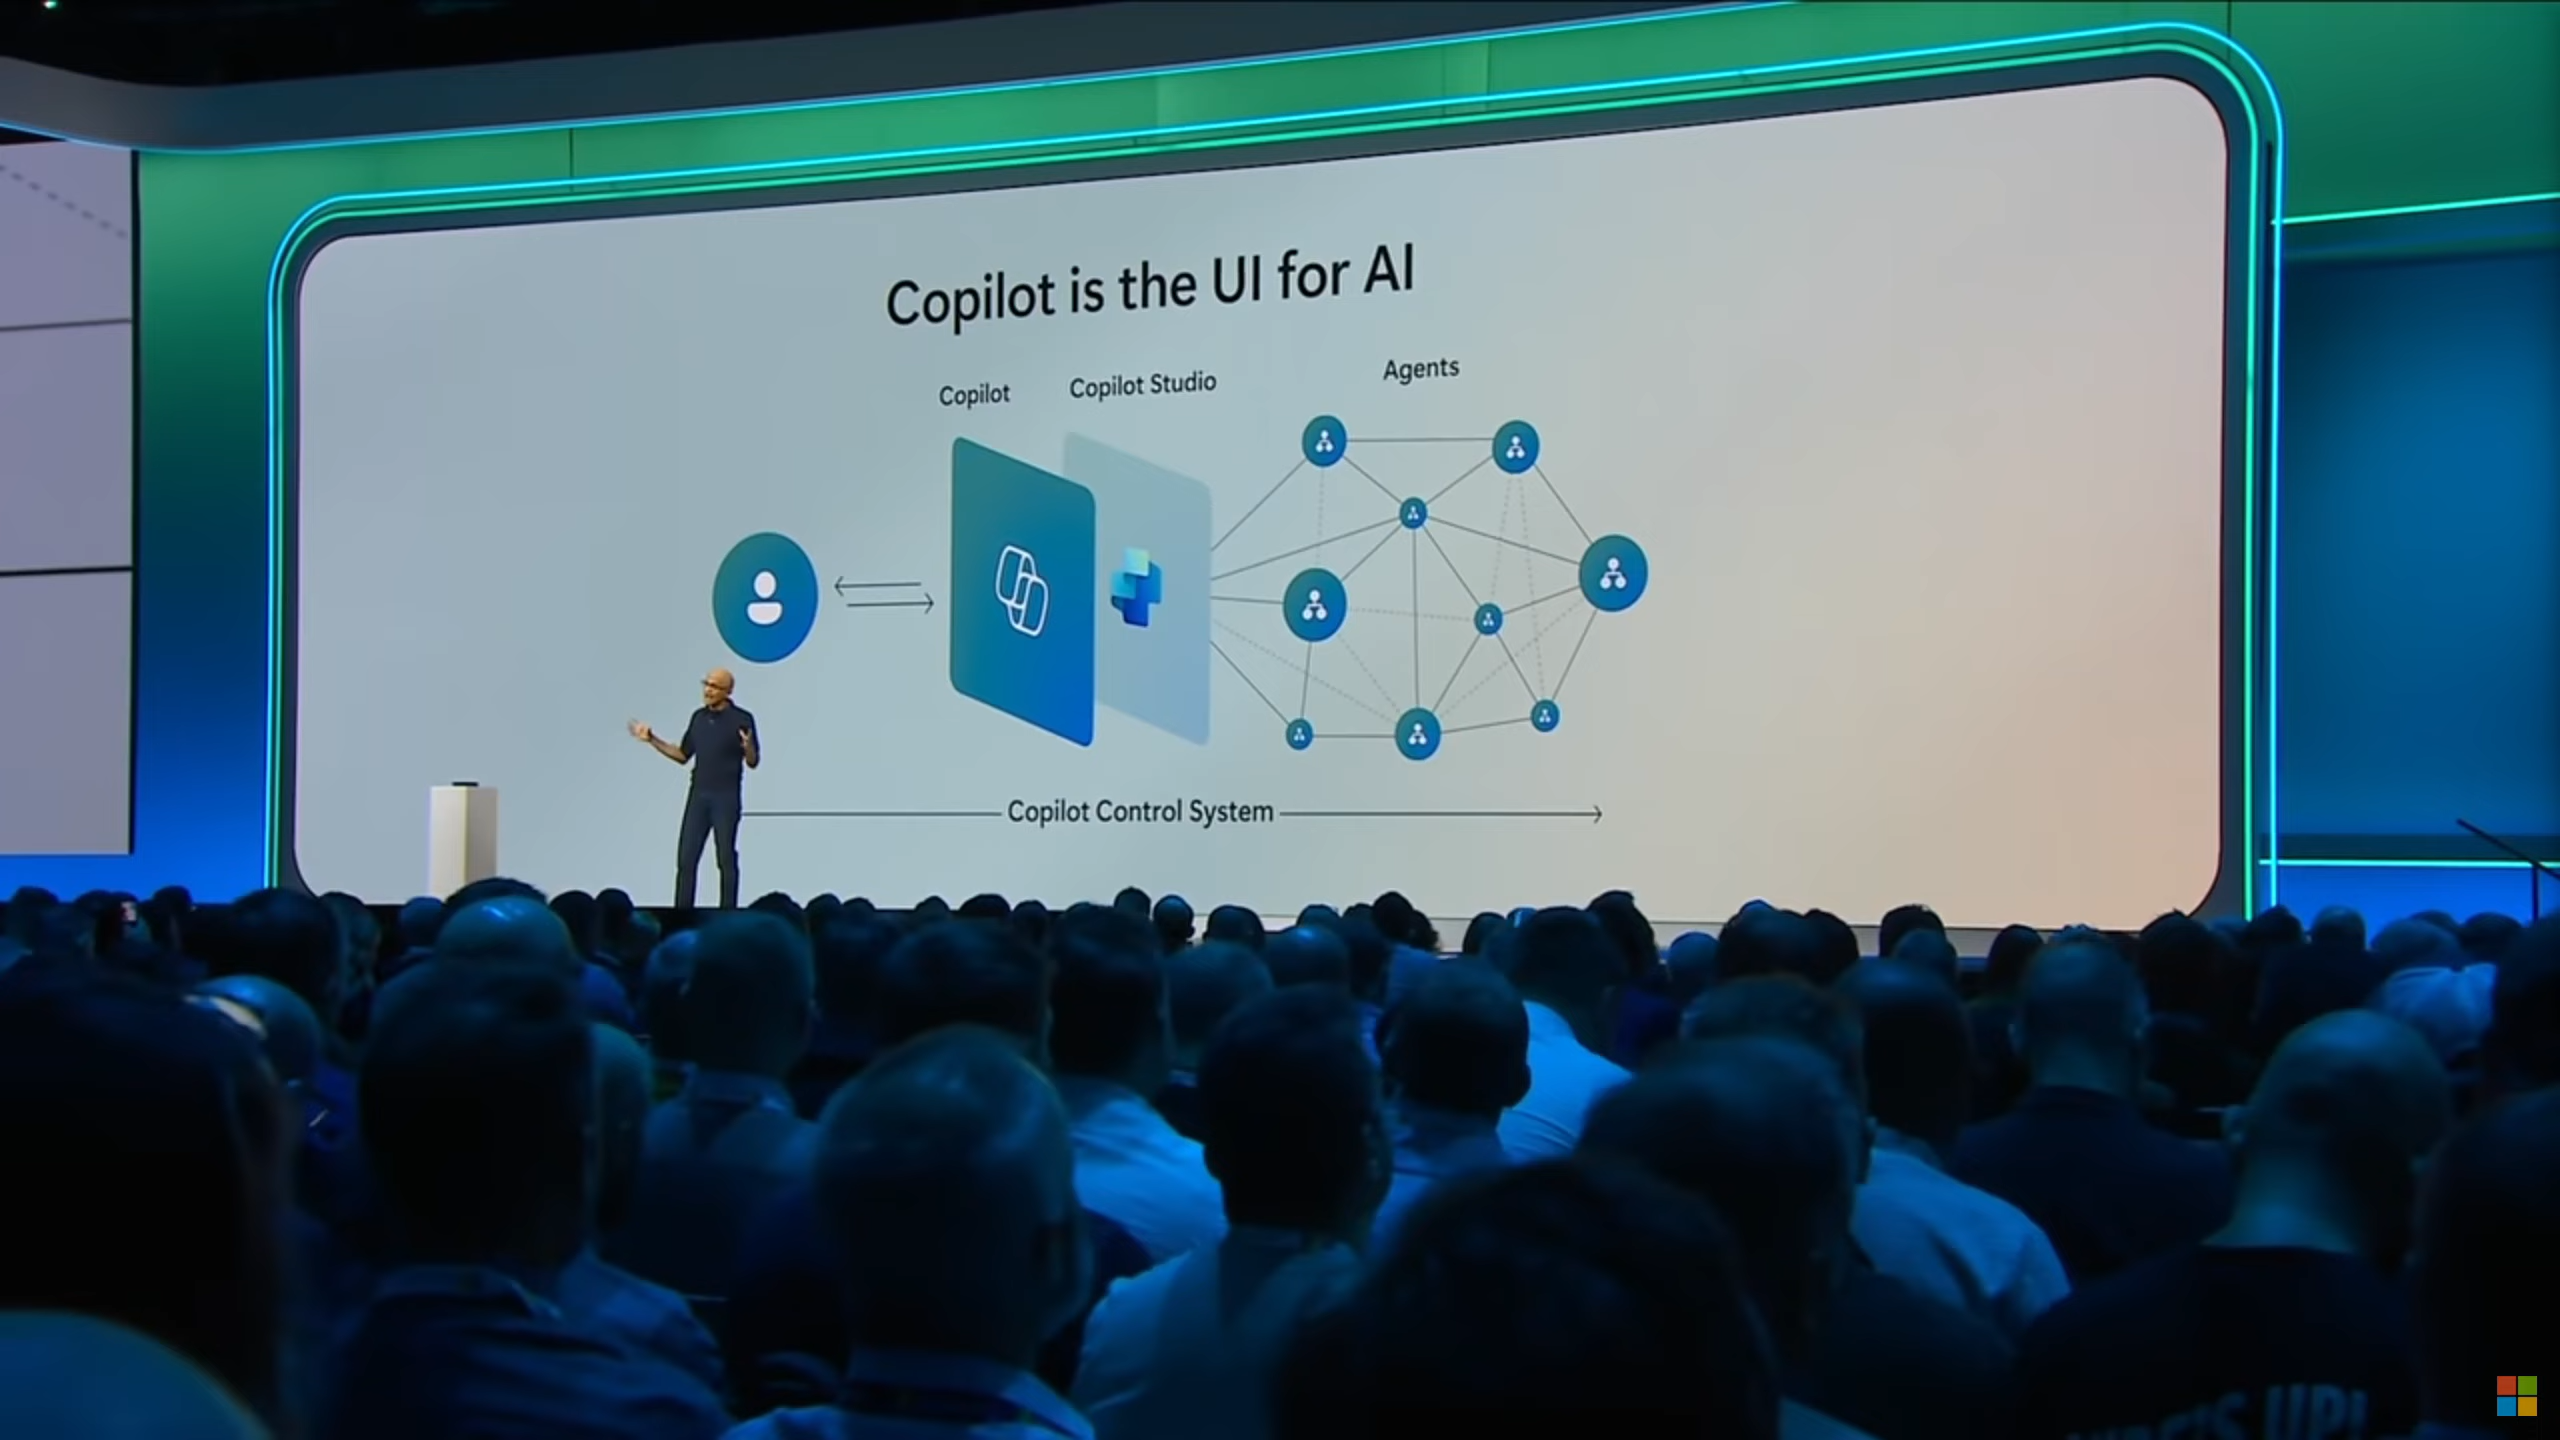 Copilot is the UI for AI
Copilot
Copilot Studio
Agents
Copilot Control System